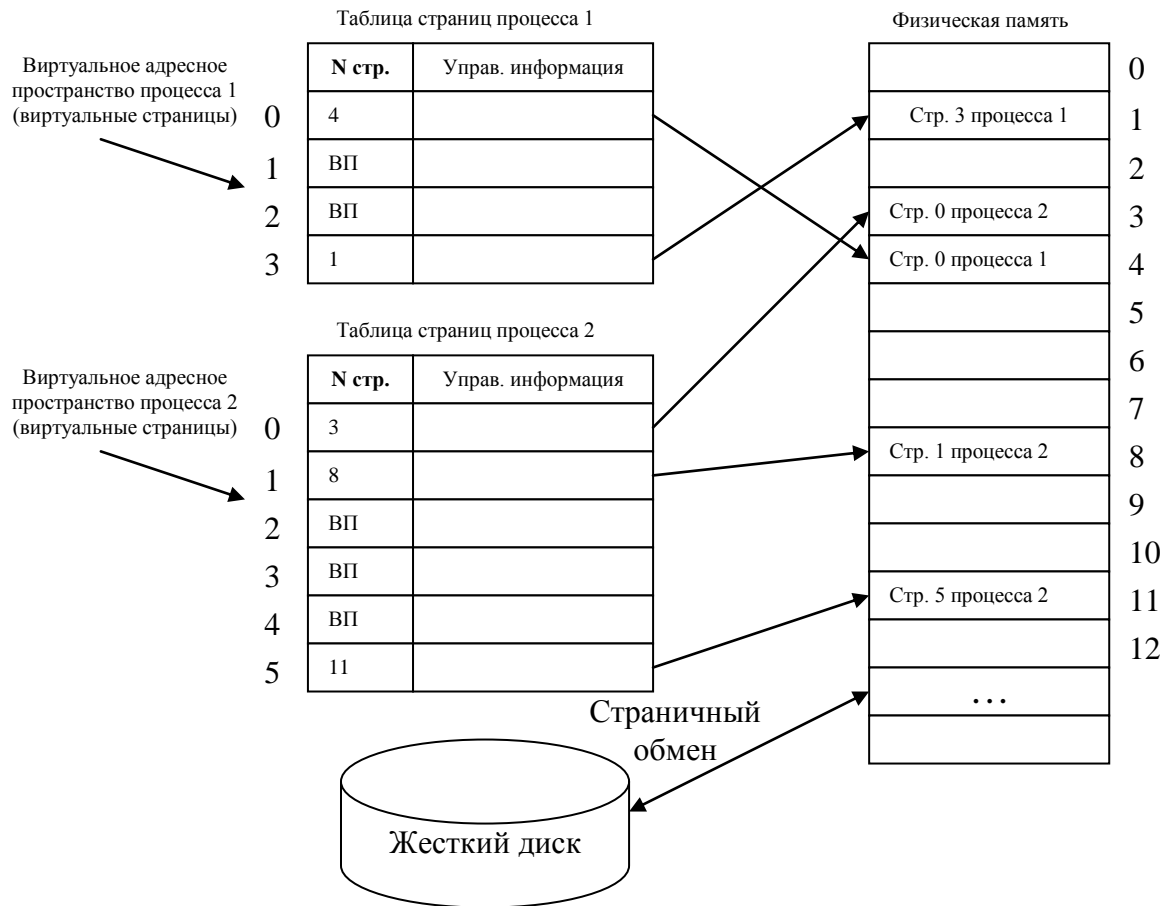 Таблица страниц процесса 1
Физическая память
Виртуальное адресное
пространство процесса 1
(виртуальные страницы)
N стр.
Управ. информация
0
4
1
ВП
2
ВП
3
1
0
Стр. 3 процесса 1
1
2
Стр. 0 процесса 2
3
Стр. 0 процесса 1
4
5
6
7
Стр. 1 процесса 2
8
9
10
Стр. 5 процесса 2
11
12
...
Таблица страниц процесса 2
Виртуальное адресное
пространство процесса 2
(виртуальные страницы)
N стр.
Управ. информация
0
3
1
8
2
ВП
3
ВП
4
ВП
5
11
Страничный
обмен
Жесткий диск